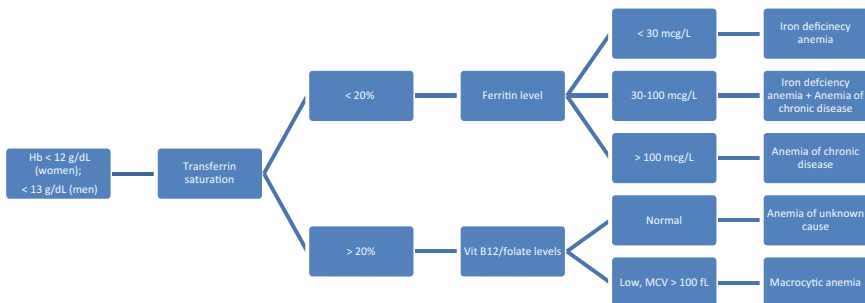 Hb < 12 g/dL
(women);
< 13 g/dL (men)
Transferrin
saturation
< 20%
Ferritin level
< 30 mcg/L
Iron deficinecy
anemia
30-100 mcg/L
Iron defciency
anemia + Anemia of
chronic disease
> 100 mcg/L
Anemia of chronic
disease
> 20%
Vit B12/folate levels
Normal
Anemia of unknown
cause
Low, MCV > 100 fL
Macrocytic anemia